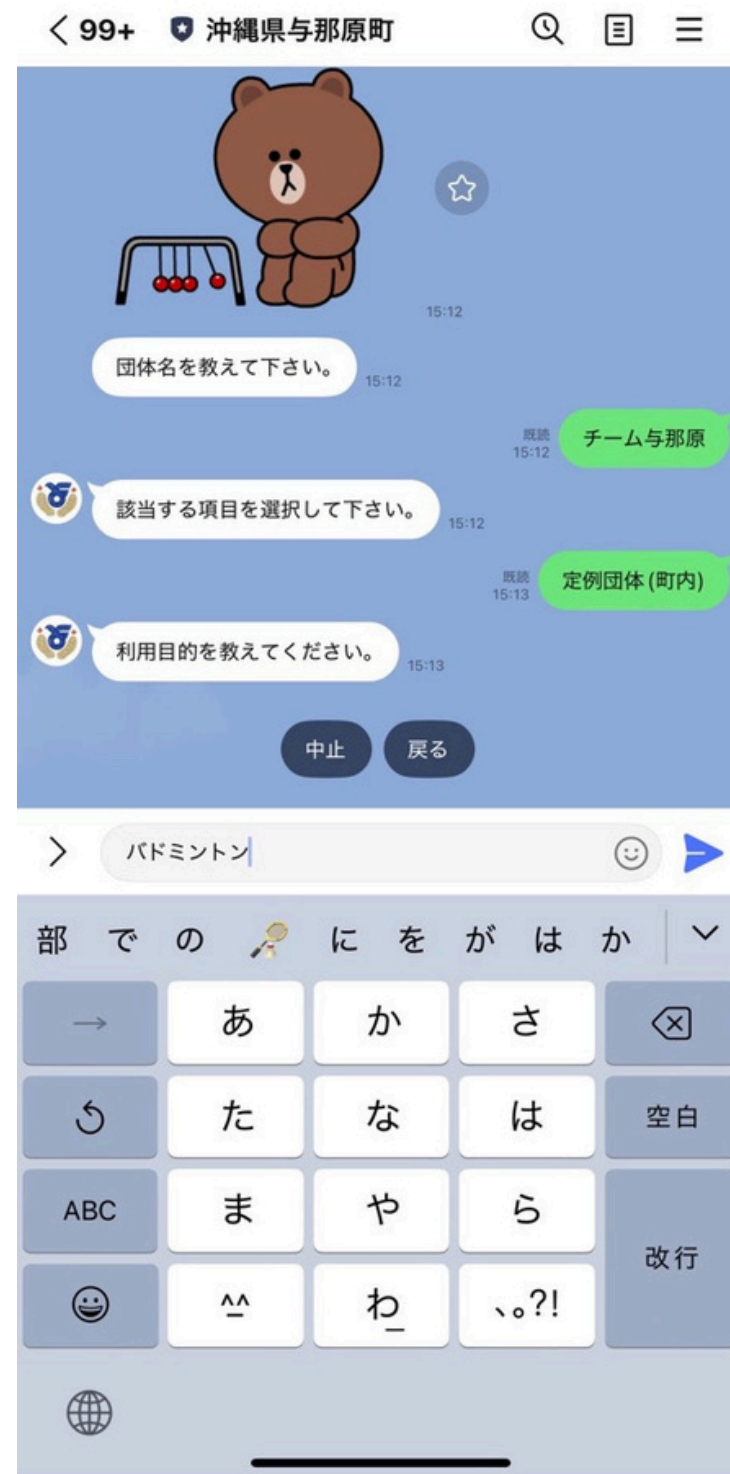 99+ 沖縄県与那原町
15:12
団体名を教えて下さい。 15:12
既読
15:12 チーム与那原
該当する項目を選択して下さい。 15:12
既読
15:13 定例団体(町内)
利用目的を教えてください。 15:13
中止 戻る
バドミントン
部 で の に を が は か
→ あ か さ
た な は 空白
ABC ま や ら
改行
^^ わ 、。?!